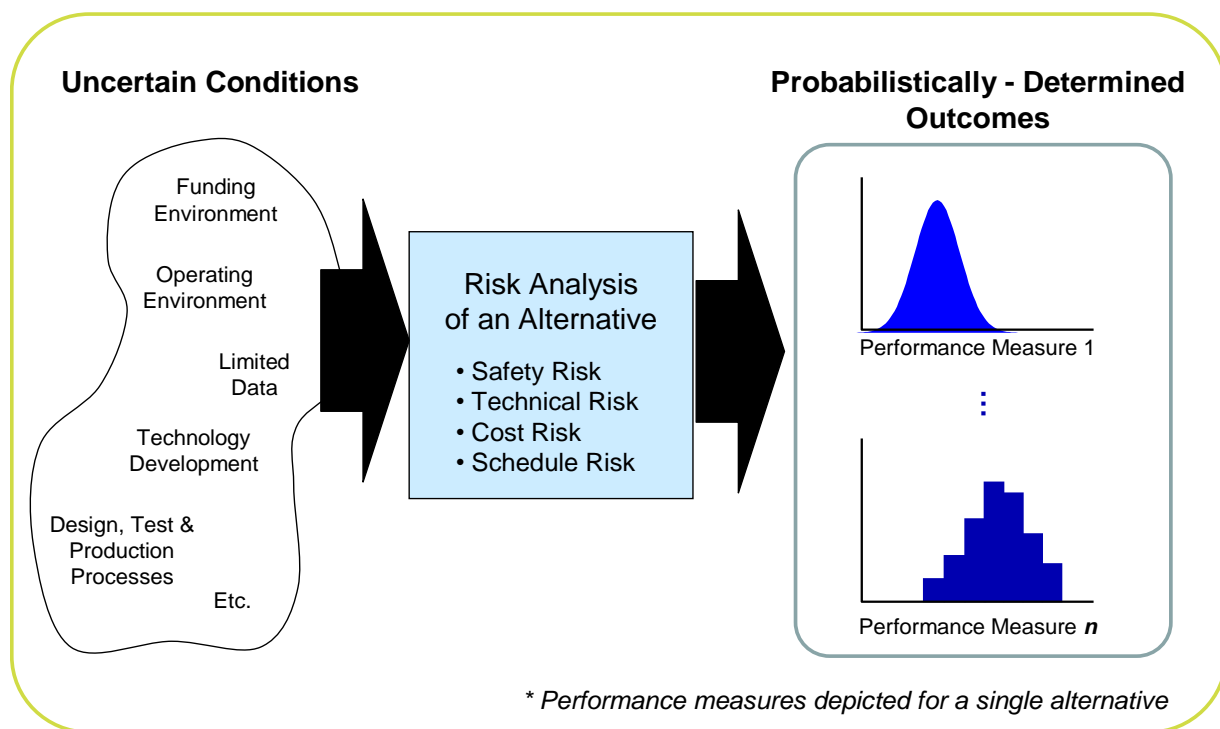 Uncertain Conditions
Funding
Environment
Operating
Environment
Limited
Data
Technology
Development
Design, Test &
Production
Processes
Etc.
Risk Analysis
of an Alternative
• Safety Risk
• Technical Risk
• Cost Risk
• Schedule Risk
Probabilistically - Determined
Outcomes
Performance Measure 1
...
Performance Measure n
* Performance measures depicted for a single alternative